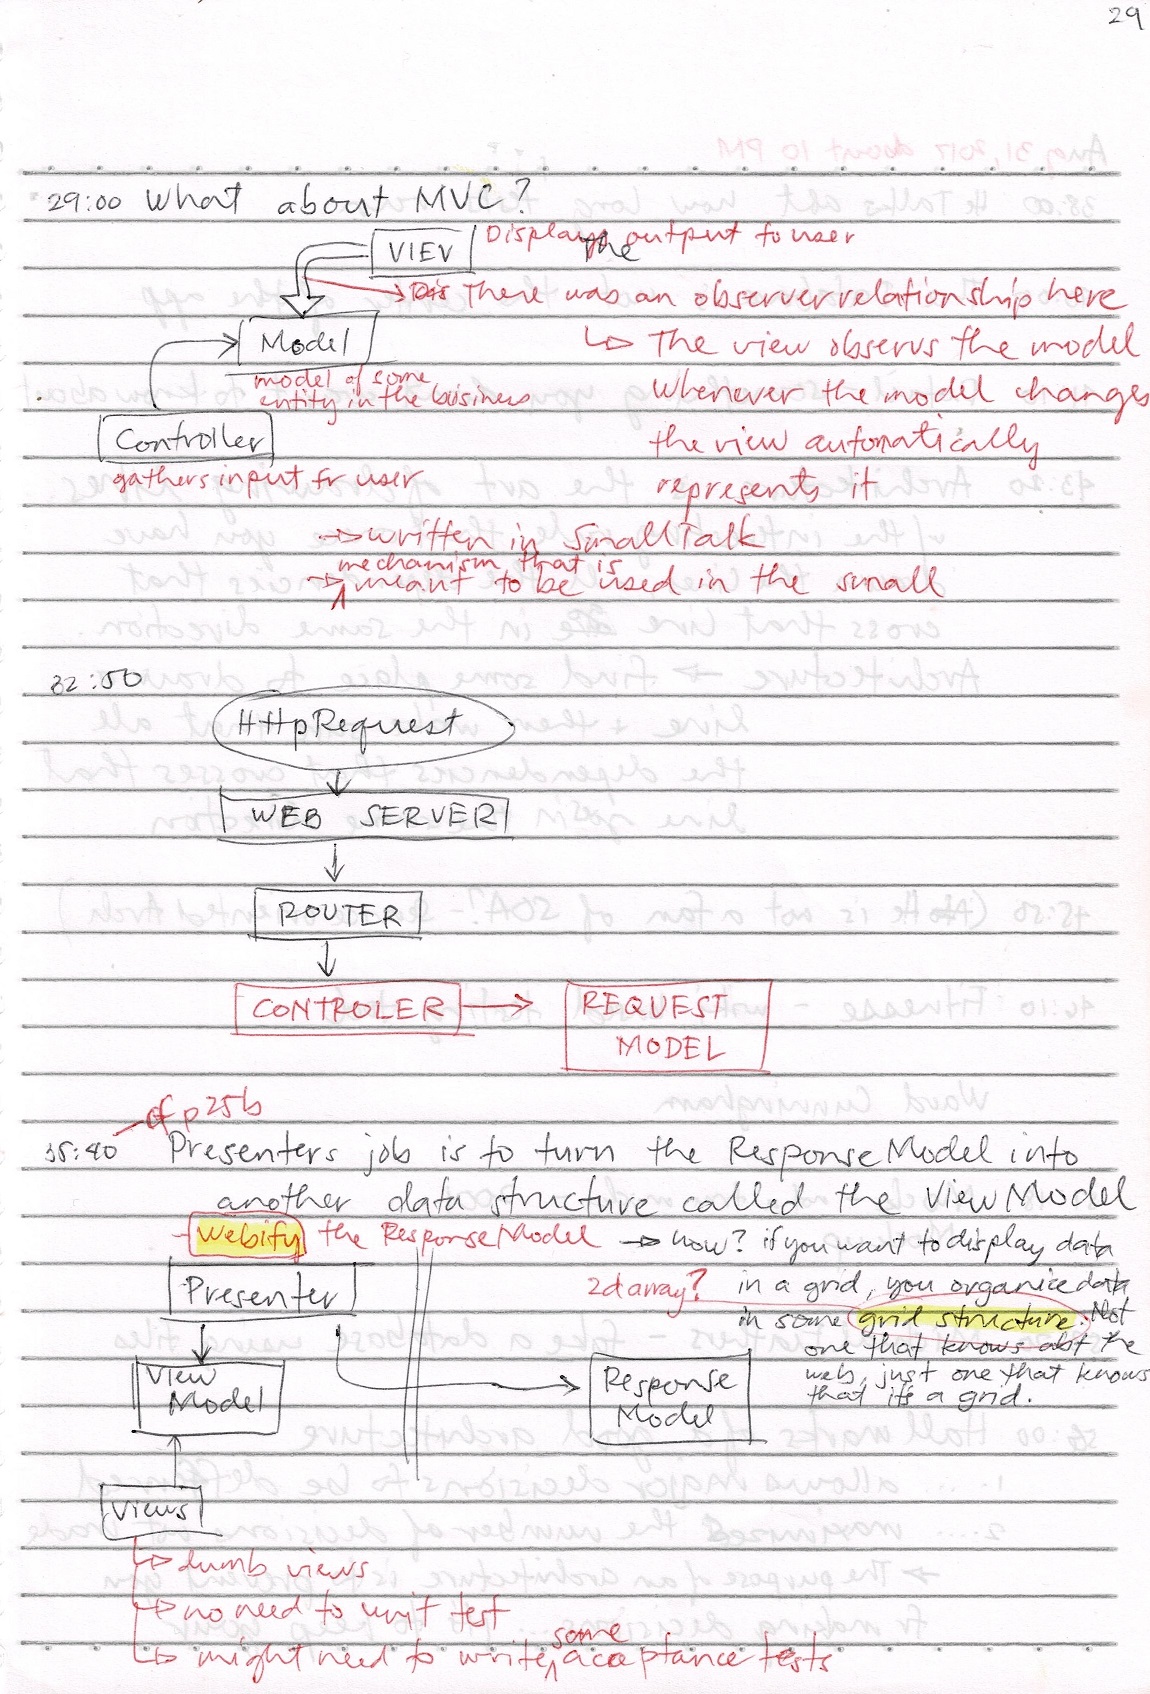 29
29:00 What about MVC?
VIEW Displays the output to user
There was an observer relationship here
Model
↳ The view observes the model
model of some
entity in the business
Whenever the model changes
Controller
the view automatically
gathers input fr user
represents it
→ written in SmallTalk
mechanism that is
→ ^ meant to be used in the small
32:50
HttpRequest
WEB SERVER
ROUTER
CONTROLER → REQUEST
MODEL
cf p25b
35:40 Presenters job is to turn the ResponseModel into
another data structure called the ViewModel
- Webify the ResponseModel → how? if you want to display data
Presenter
2d array? in a grid, you organice data
in some grid structure. Not
one that knows abt the
web, just one that knows
that it's a grid.
View
Model
Response
Model
Views
↳ dumb views
↳ no need to unit test
some
↳ might need to write ^ acceptance tests